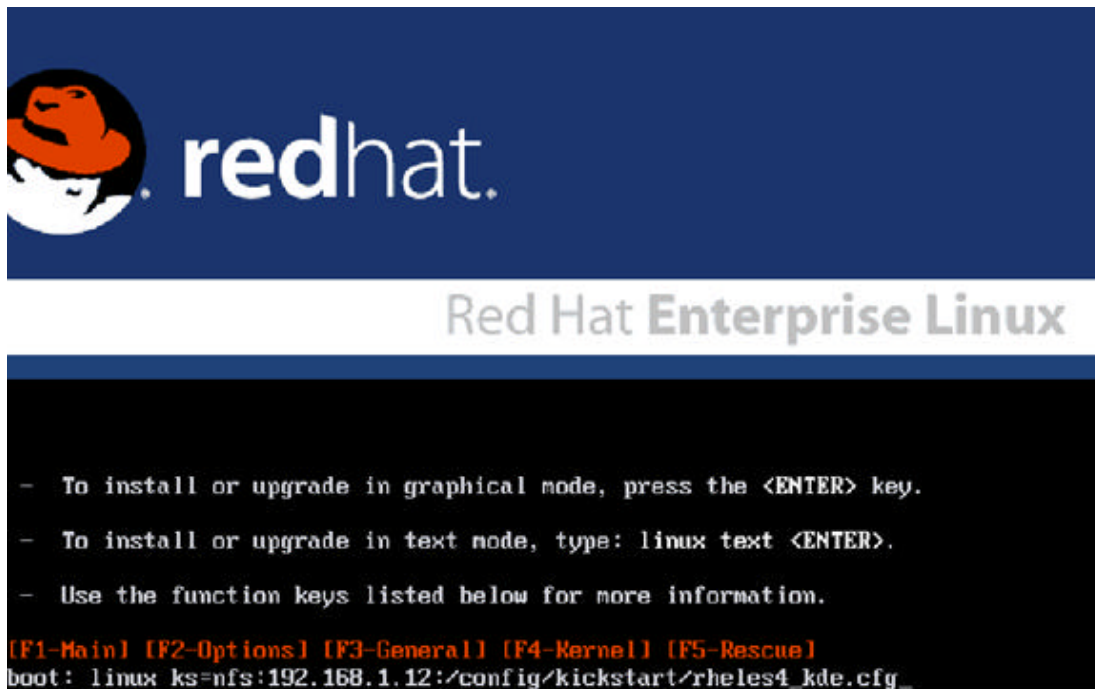 redhat.
Red Hat Enterprise Linux
- To install or upgrade in graphical mode, press the <ENTER> key.
- To install or upgrade in text mode, type: linux text <ENTER>.
- Use the function keys listed below for more information.
[F1-Main] [F2-Options] [F3-General] [F4-Kernel] [F5-Rescue]
boot: linux ks=nfs:192.168.1.12:/config/kickstart/rheles4_kde.cfg_